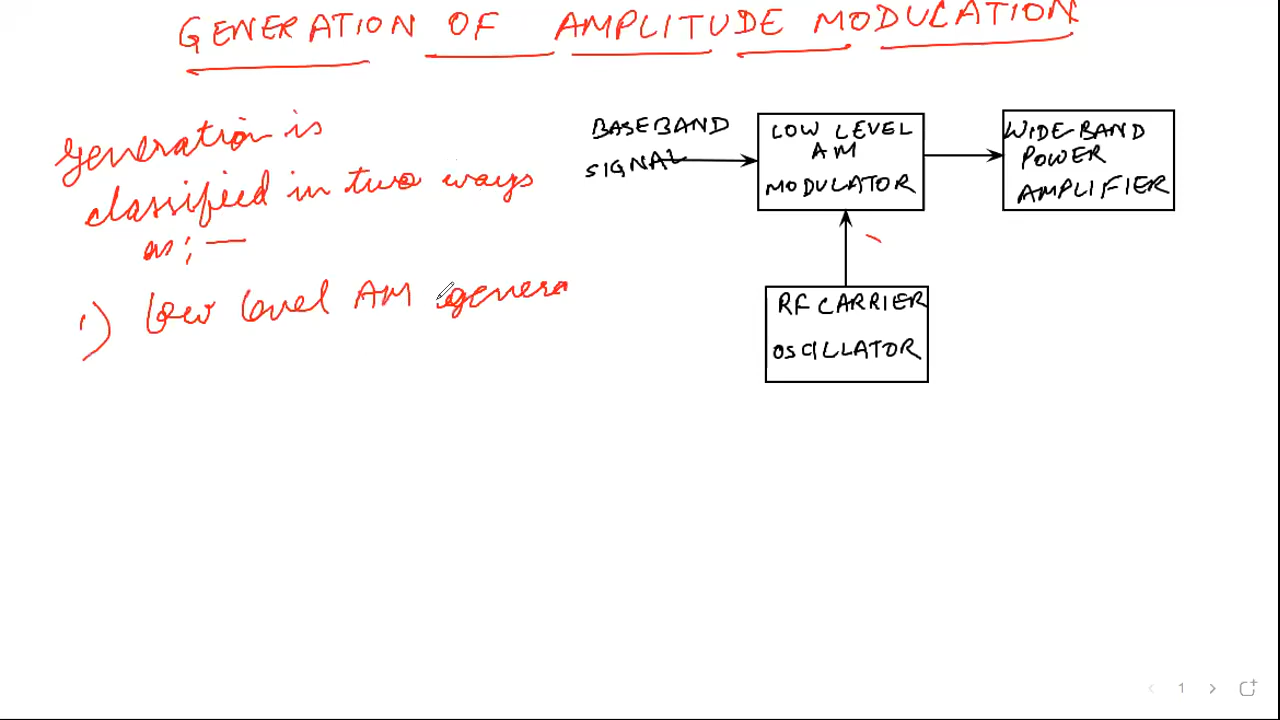 GENERATION OF AMPLITUDE MODULATION
Generation is
classified in two ways
as; —
1) Low level AM genera
BASEBAND
SIGNAL
LOW LEVEL
AM
MODULATOR
WIDE BAND
POWER
AMPLIFIER
RF CARRIER
OSCILLATOR
1